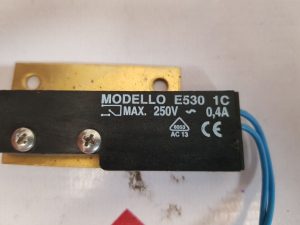 MODELLO E530 1C
MAX. 250V ~ 0,4A
AC 13
CE